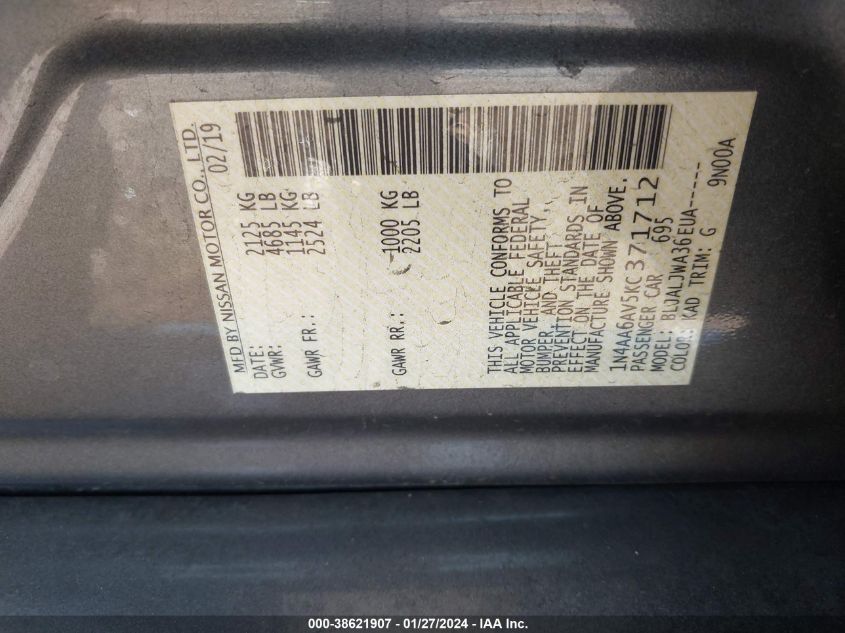 MFD BY NISSAN MOTOR CO., LTD.
DATE: 02/19
GVWR: 2125 KG
4685 LB
GAWR FR.: 1145 KG
2524 LB
GAWR RR.: 1000 KG
2205 LB
THIS VEHICLE CONFORMS TO
ALL APPLICABLE FEDERAL
MOTOR VEHICLE SAFETY,
BUMPER, AND THEFT
PREVENTION STANDARDS IN
EFFECT ON THE DATE OF
MANUFACTURE SHOWN ABOVE.
1N4AA6AV5KC371712
PASSENGER CAR 695
MODEL: BLJALJWA36EUA-----
COLOR: KAD TRIM: G 9N00A
000-38621907 - 01/27/2024 - IAA Inc.